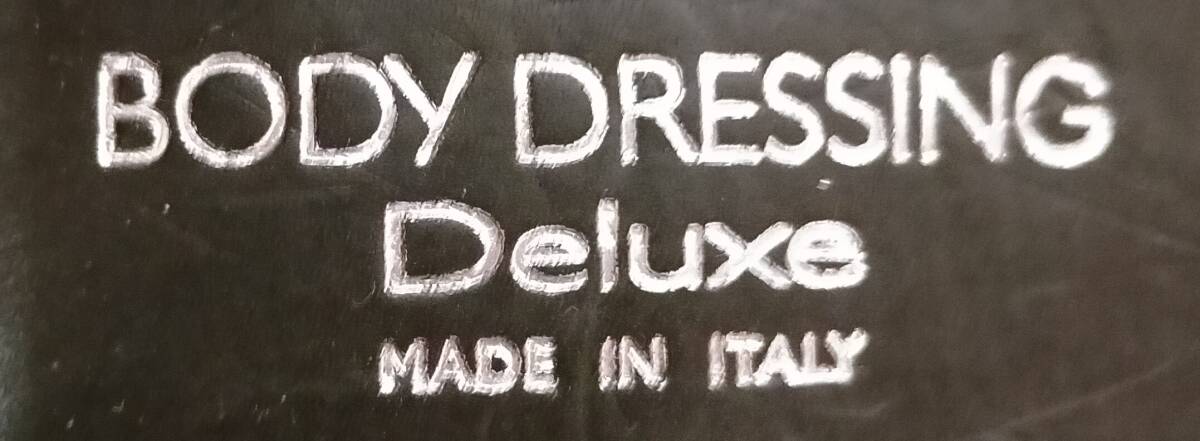 BODY DRESSING
Deluxe
MADE IN ITALY